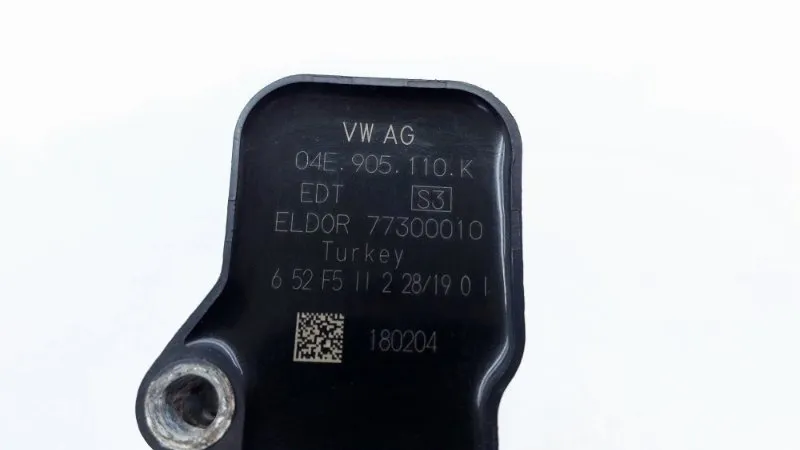 VW AG
04E.905.110.K
EDT S3
ELDOR 77300010
Turkey
6 52 F5 11 2 28/19 0 1
180204